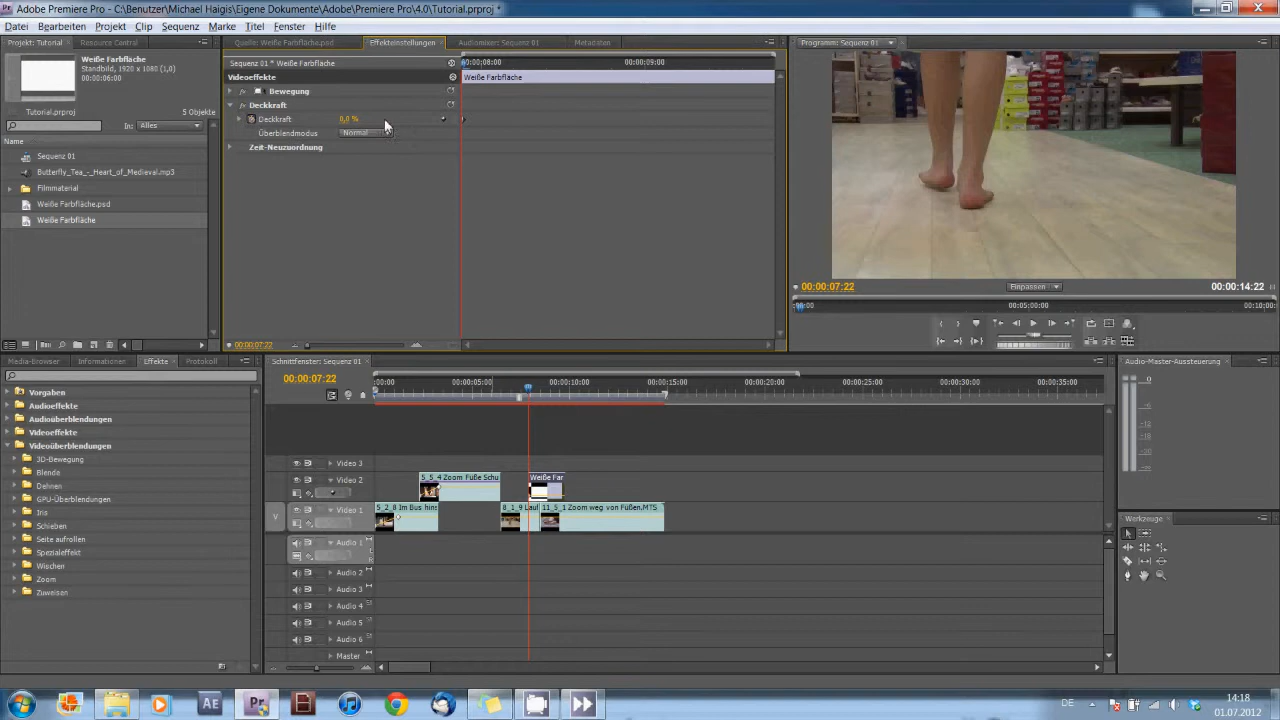 Adobe Premiere Pro - C:\Benutzer\Michael Haigis\Eigene Dokumente\Adobe\Premiere Pro\4.0\Tutorial.prproj *
Datei Bearbeiten Projekt Clip Sequenz Marke Titel Fenster Hilfe
Projekt: Tutorial Resource Central
Weiße Farbfläche
Standbild, 1920 x 1080 (1,0)
00:00:06:00
Tutorial.prproj 5 Objekte
In: Alles
Name
Sequenz 01
Butterfly_Tea_-_Heart_of_Medieval.mp3
Filmmaterial
Weiße Farbfläche.psd
Weiße Farbfläche
Quelle: Weiße Farbfläche.psd Effekteinstellungen Audiomixer: Sequenz 01 Metadaten
Sequenz 01 * Weiße Farbfläche
00:00:08:00 00:00:09:00
Videoeffekte Weiße Farbfläche
Bewegung
Deckkraft
Deckkraft 0,0 %
Überblendmodus Normal
Zeit-Neuzuordnung
00:00:07:22
Programm: Sequenz 01
00:00:07:22 Einpassen 00:00:14:22
00:00 00:05:00:00 00:10:00
Media-Browser Informationen Effekte Protokoll
Vorgaben
Audioeffekte
Audioüberblendungen
Videoeffekte
Videoüberblendungen
3D-Bewegung
Blende
Dehnen
GPU-Überblendungen
Iris
Schieben
Seite aufrollen
Spezialeffekt
Wischen
Zoom
Zuweisen
Schnittfenster: Sequenz 01
00:00:07:22
:00:00 00:00:05:00 00:00:10:00 00:00:15:00 00:00:20:00 00:00:25:00 00:00:30:00 00:00:35:00
Video 3
Video 2 5_5_4 Zoom Füße Schu Weiße Far
V Video 1 5_2_8 Im Bus hin 8_1_9 Lau 11_5_1 Zoom weg von Füßen.MTS
Audio 1
Audio 2
Audio 3
Audio 4
Audio 5
Audio 6
Master
Audio-Master-Aussteuerung
0
Werkzeuge
DE 14:18
01.07.2012